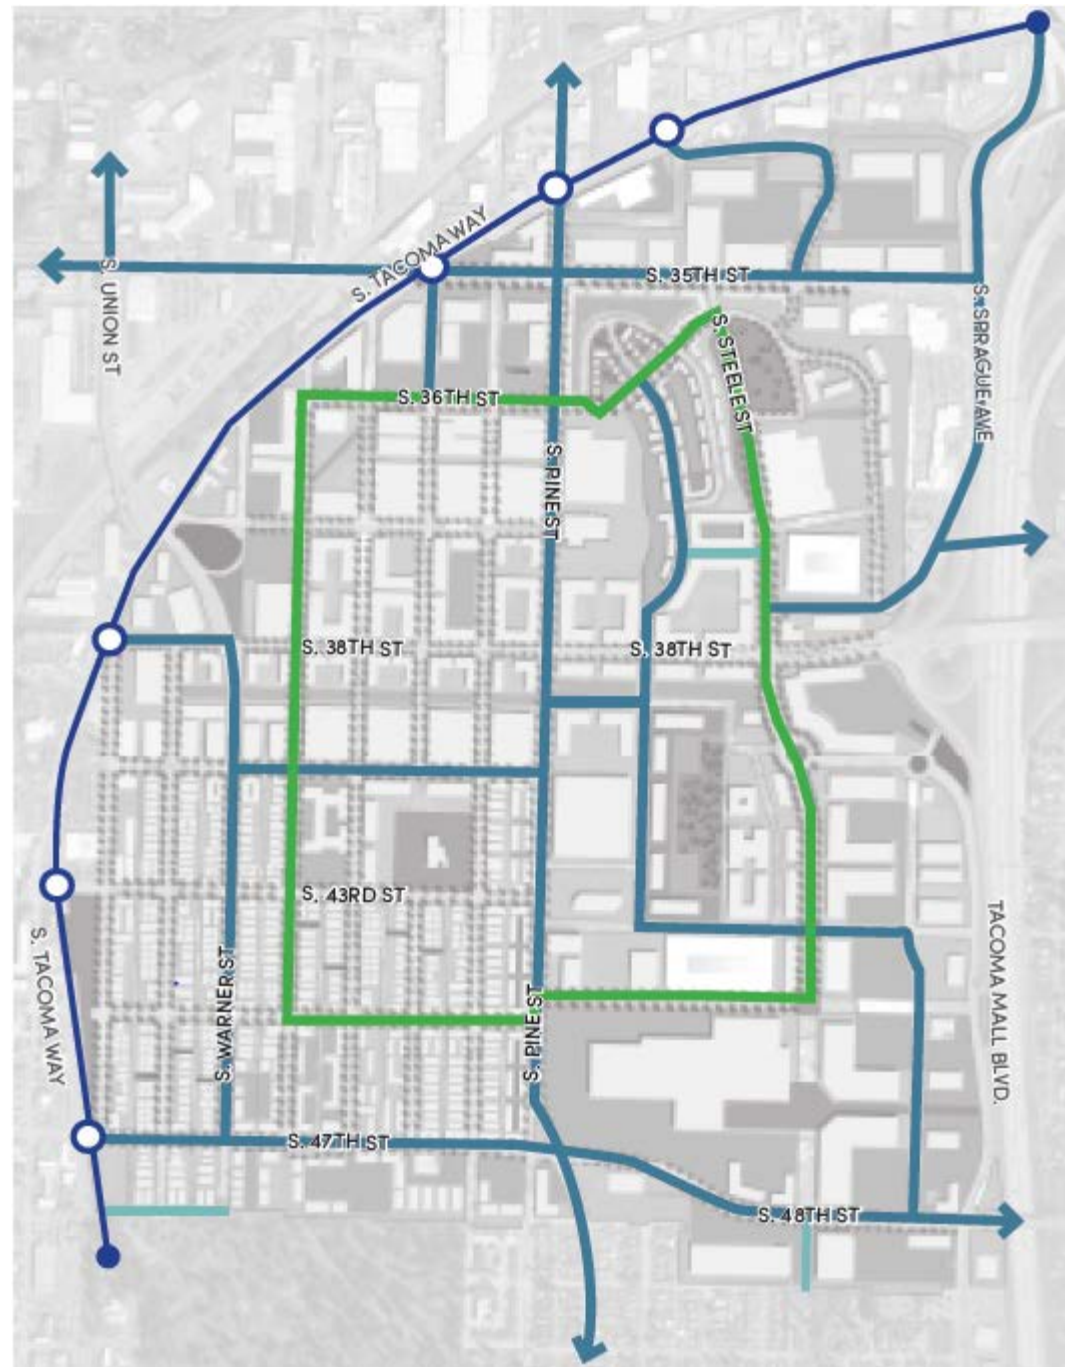 S. TACOMA WAY
S. UNION ST
S. 35TH ST
S. SPRAGUE AVE
S. STEELE ST
S. 36TH ST
S. PINE ST
S. 38TH ST
S. 38TH ST
S. 43RD ST
S. TACOMA WAY
S. WARNER ST
S. PINE ST
TACOMA MALL BLVD.
S. 47TH ST
S. 48TH ST